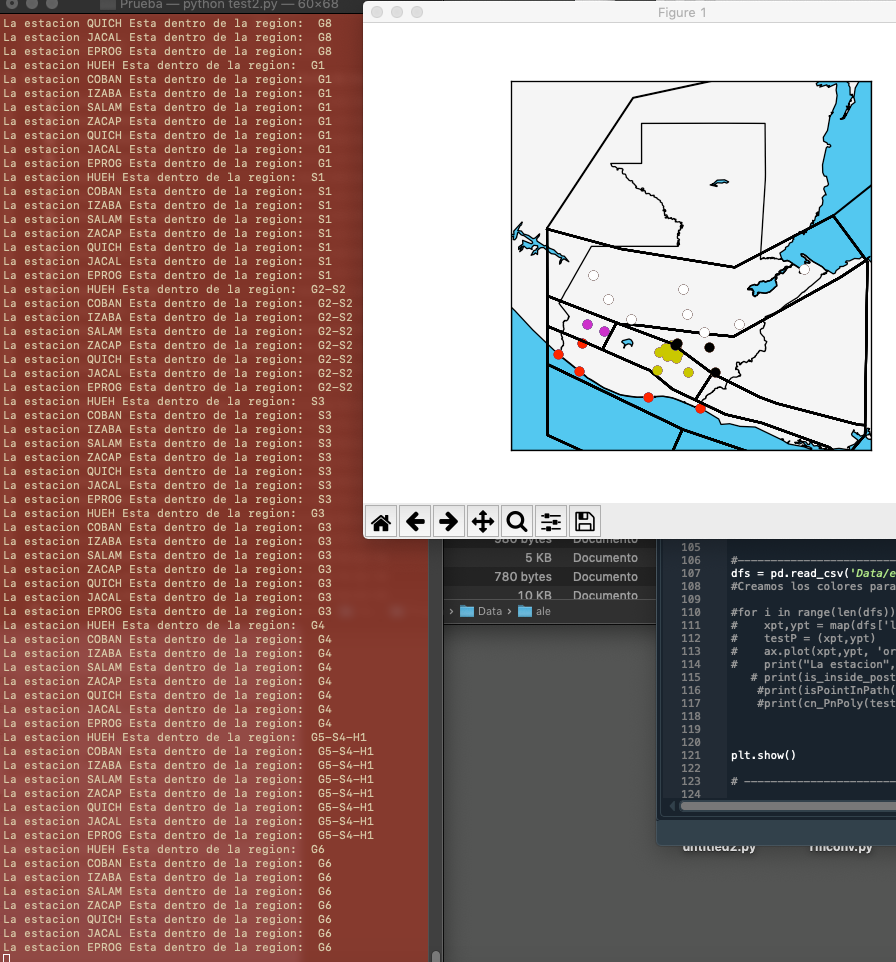 Prueba — python test2.py — 60×68
La estacion QUICH Esta dentro de la region:  G8
La estacion JACAL Esta dentro de la region:  G8
La estacion EPROG Esta dentro de la region:  G8
La estacion HUEH Esta dentro de la region:  G1
La estacion COBAN Esta dentro de la region:  G1
La estacion IZABA Esta dentro de la region:  G1
La estacion SALAM Esta dentro de la region:  G1
La estacion ZACAP Esta dentro de la region:  G1
La estacion QUICH Esta dentro de la region:  G1
La estacion JACAL Esta dentro de la region:  G1
La estacion EPROG Esta dentro de la region:  G1
La estacion HUEH Esta dentro de la region:  S1
La estacion COBAN Esta dentro de la region:  S1
La estacion IZABA Esta dentro de la region:  S1
La estacion SALAM Esta dentro de la region:  S1
La estacion ZACAP Esta dentro de la region:  S1
La estacion QUICH Esta dentro de la region:  S1
La estacion JACAL Esta dentro de la region:  S1
La estacion EPROG Esta dentro de la region:  S1
La estacion HUEH Esta dentro de la region:  G2-S2
La estacion COBAN Esta dentro de la region:  G2-S2
La estacion IZABA Esta dentro de la region:  G2-S2
La estacion SALAM Esta dentro de la region:  G2-S2
La estacion ZACAP Esta dentro de la region:  G2-S2
La estacion QUICH Esta dentro de la region:  G2-S2
La estacion JACAL Esta dentro de la region:  G2-S2
La estacion EPROG Esta dentro de la region:  G2-S2
La estacion HUEH Esta dentro de la region:  S3
La estacion COBAN Esta dentro de la region:  S3
La estacion IZABA Esta dentro de la region:  S3
La estacion SALAM Esta dentro de la region:  S3
La estacion ZACAP Esta dentro de la region:  S3
La estacion QUICH Esta dentro de la region:  S3
La estacion JACAL Esta dentro de la region:  S3
La estacion EPROG Esta dentro de la region:  S3
La estacion HUEH Esta dentro de la region:  G3
La estacion COBAN Esta dentro de la region:  G3
La estacion IZABA Esta dentro de la region:  G3
La estacion SALAM Esta dentro de la region:  G3
La estacion ZACAP Esta dentro de la region:  G3
La estacion QUICH Esta dentro de la region:  G3
La estacion JACAL Esta dentro de la region:  G3
La estacion EPROG Esta dentro de la region:  G3
La estacion HUEH Esta dentro de la region:  G4
La estacion COBAN Esta dentro de la region:  G4
La estacion IZABA Esta dentro de la region:  G4
La estacion SALAM Esta dentro de la region:  G4
La estacion ZACAP Esta dentro de la region:  G4
La estacion QUICH Esta dentro de la region:  G4
La estacion JACAL Esta dentro de la region:  G4
La estacion EPROG Esta dentro de la region:  G4
La estacion HUEH Esta dentro de la region:  G5-S4-H1
La estacion COBAN Esta dentro de la region:  G5-S4-H1
La estacion IZABA Esta dentro de la region:  G5-S4-H1
La estacion SALAM Esta dentro de la region:  G5-S4-H1
La estacion ZACAP Esta dentro de la region:  G5-S4-H1
La estacion QUICH Esta dentro de la region:  G5-S4-H1
La estacion JACAL Esta dentro de la region:  G5-S4-H1
La estacion EPROG Esta dentro de la region:  G5-S4-H1
La estacion HUEH Esta dentro de la region:  G6
La estacion COBAN Esta dentro de la region:  G6
La estacion IZABA Esta dentro de la region:  G6
La estacion SALAM Esta dentro de la region:  G6
La estacion ZACAP Esta dentro de la region:  G6
La estacion QUICH Esta dentro de la region:  G6
La estacion JACAL Esta dentro de la region:  G6
La estacion EPROG Esta dentro de la region:  G6
Figure 1
bytes Documento
5 KB Documento
780 bytes Documento
10 KB Documento
› Data › ale
105
106 #——————————
107 dfs = pd.read_csv('Data/e
108 #Creamos los colores para
109
110 #for i in range(len(dfs))
111 #    xpt,ypt = map(dfs['l
112 #    testP = (xpt,ypt)
113 #    ax.plot(xpt,ypt, 'or
114 #    print("La estacion",
115    # print(is_inside_post
116     #print(isPointInPath(
117     #print(cn_PnPoly(test
118
119
120
121 plt.show()
122
123 # ——————————
124
untitled2.py